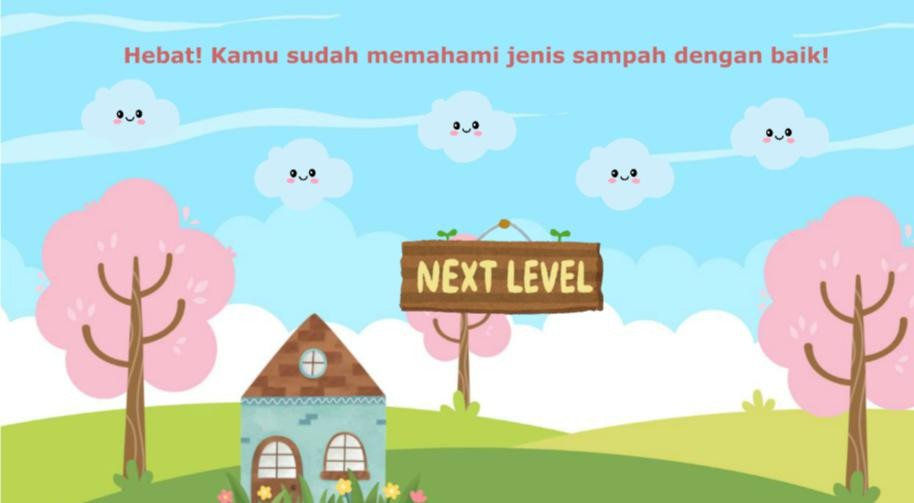 Hebat! Kamu sudah memahami jenis sampah dengan baik!
NEXT LEVEL